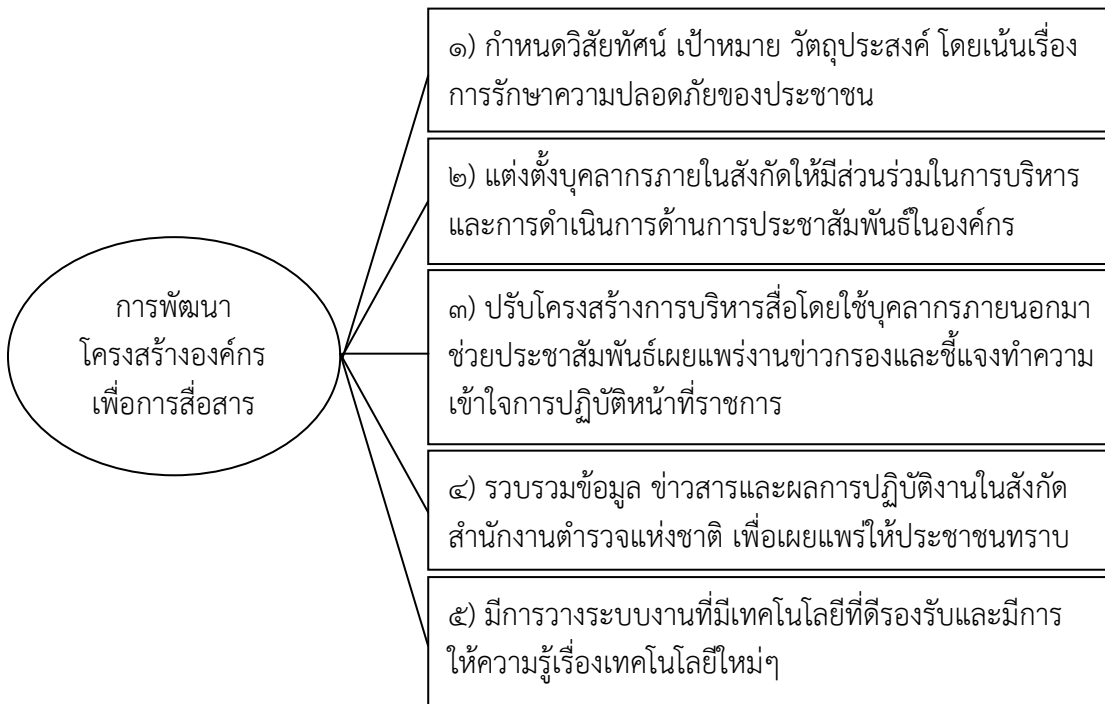 ๑) กำหนดวิสัยทัศน์ เป้าหมาย วัตถุประสงค์ โดยเน้นเรื่อง
การรักษาความปลอดภัยของประชาชน
๒) แต่งตั้งบุคลากรภายในสังกัดให้มีส่วนร่วมในการบริหาร
และการดำเนินการด้านการประชาสัมพันธ์ในองค์กร
การพัฒนา
โครงสร้างองค์กร
เพื่อการสื่อสาร
๓) ปรับโครงสร้างการบริหารสื่อโดยใช้บุคลากรภายนอกมา
ช่วยประชาสัมพันธ์เผยแพร่งานข่าวกรองและชี้แจงทำความ
เข้าใจการปฏิบัติหน้าที่ราชการ
๔) รวบรวมข้อมูล ข่าวสารและผลการปฏิบัติงานในสังกัด
สำนักงานตำรวจแห่งชาติ เพื่อเผยแพร่ให้ประชาชนทราบ
๕) มีการวางระบบงานที่มีเทคโนโลยีที่ดีรองรับและมีการ
ให้ความรู้เรื่องเทคโนโลยีใหม่ๆ